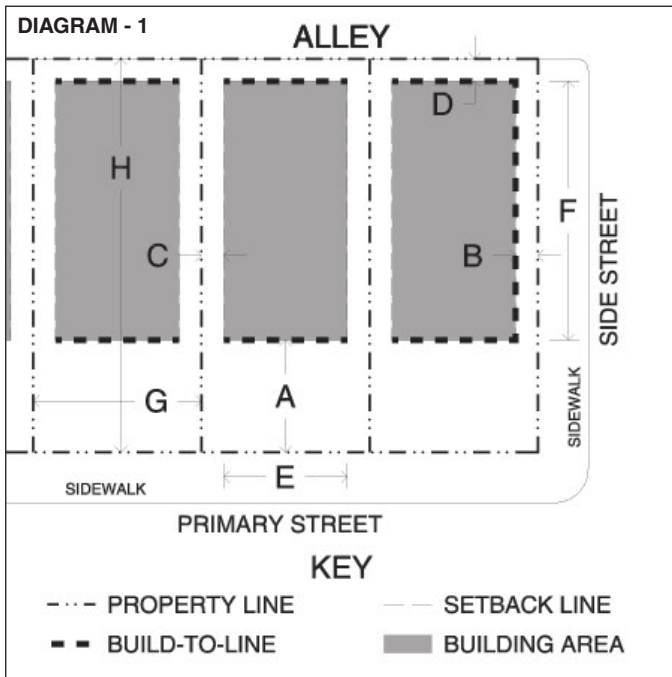 DIAGRAM - 1
ALLEY
D
H
F
C
B
SIDE STREET
G
A
SIDEWALK
E
SIDEWALK
PRIMARY STREET
KEY
PROPERTY LINE
SETBACK LINE
BUILD-TO-LINE
BUILDING AREA